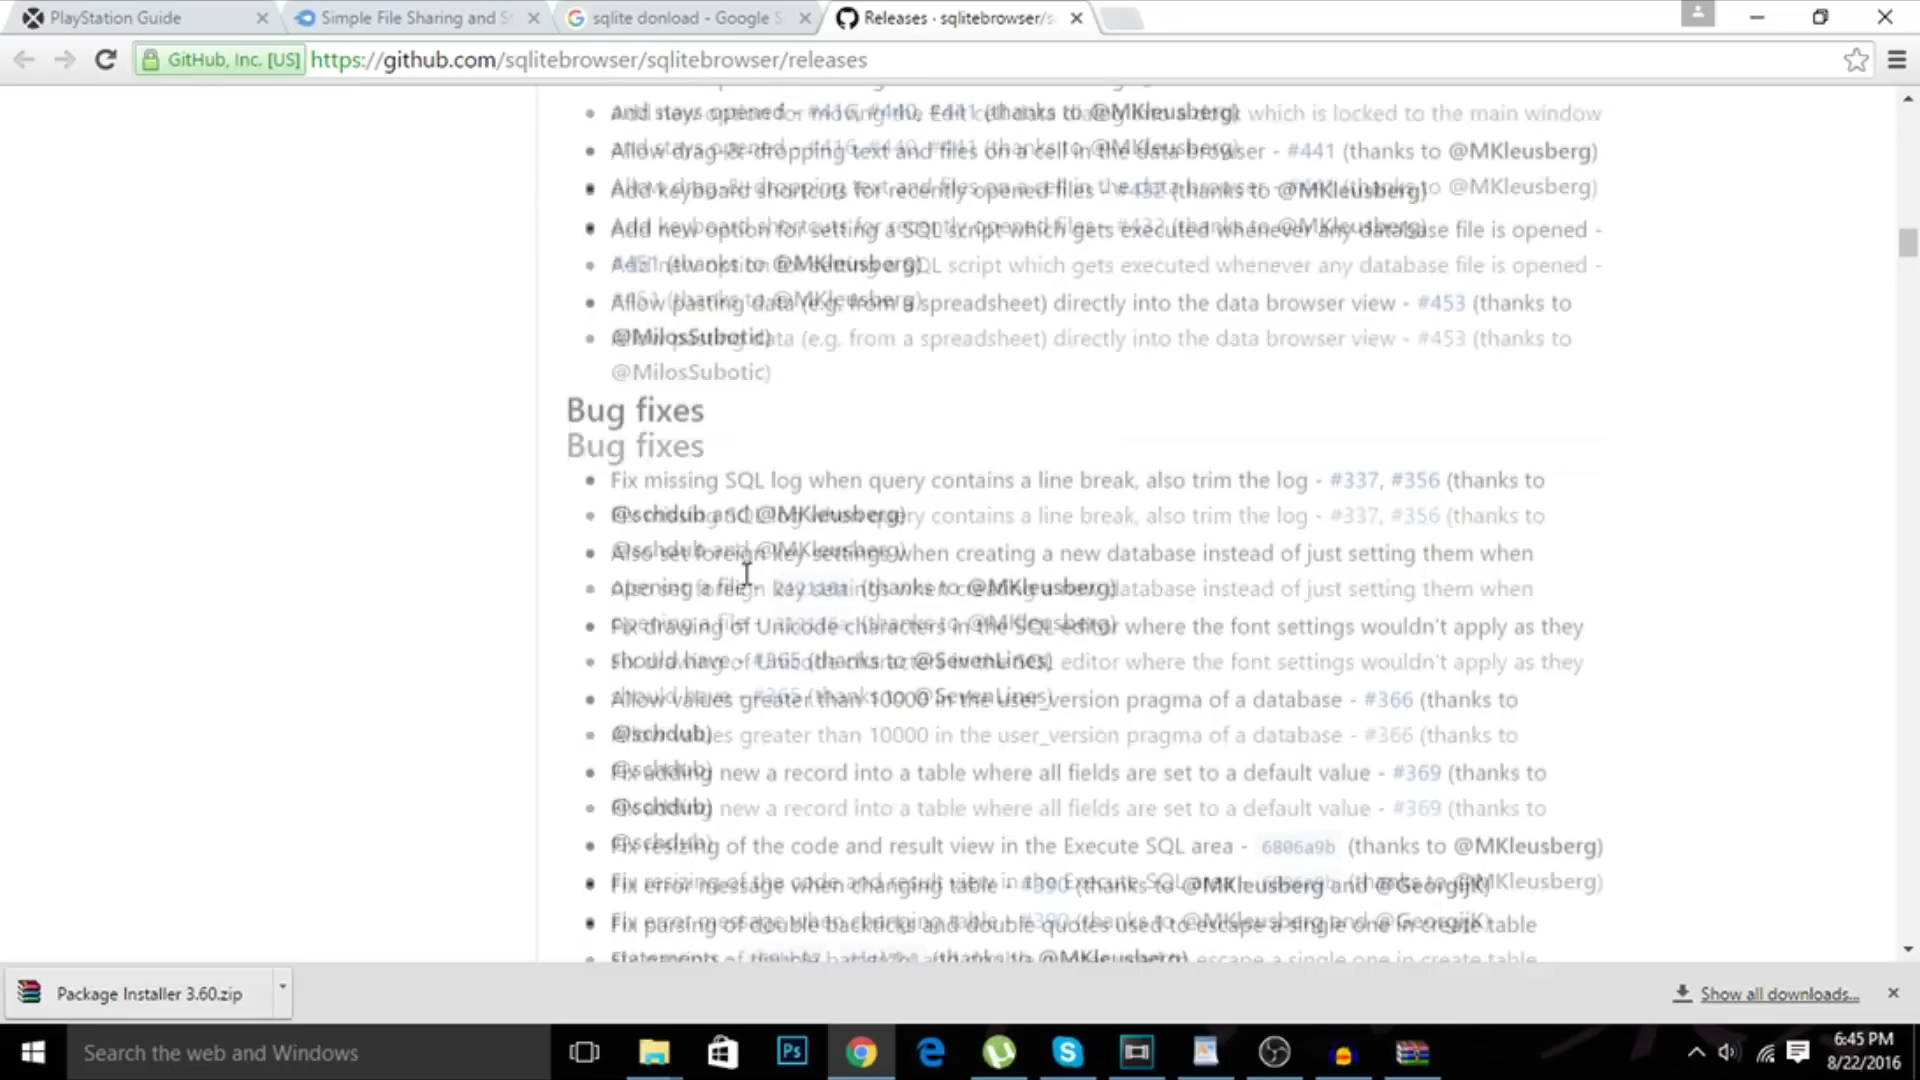 PlayStation Guide
Simple File Sharing and S
sqlite donload - Google S
Releases · sqlitebrowser/s
GitHub, Inc. [US]
https://github.com/sqlitebrowser/sqlitebrowser/releases
and stays opened - #416, #440, #441 (thanks to @MKleusberg) which is locked to the main window
Allow drag-&-dropping text and files on a cell in the data browser - #441 (thanks to @MKleusberg)
Add keyboard shortcuts for recently opened files - #432 (thanks to @MKleusberg)
Add new option for setting a SQL script which gets executed whenever any database file is opened -
#451 (thanks to @MKleusberg)
Allow pasting data (e.g. from a spreadsheet) directly into the data browser view - #453 (thanks to
@MilosSubotic)
Bug fixes
Bug fixes
Fix missing SQL log when query contains a line break, also trim the log - #337, #356 (thanks to
@schdub and @MKleusberg)
Also set foreign key settings when creating a new database instead of just setting them when
opening a file - (thanks to @MKleusberg)
Fix drawing of Unicode characters in the SQL editor where the font settings wouldn't apply as they
should have - #365 (thanks to @SevenLines)
Allow values greater than 10000 in the user_version pragma of a database - #366 (thanks to
@schdub)
Fix adding new a record into a table where all fields are set to a default value - #369 (thanks to
@schdub)
Fix resizing of the code and result view in the Execute SQL area - 6806a9b (thanks to @MKleusberg)
Fix error message when changing table - #390 (thanks to @MKleusberg and @GeorgijK)
Fix parsing of double backticks and double quotes used to escape a single one in create table
statements - (thanks to @MKleusberg)
Package Installer 3.60.zip
Show all downloads...
Search the web and Windows
Ps
6:45 PM
8/22/2016